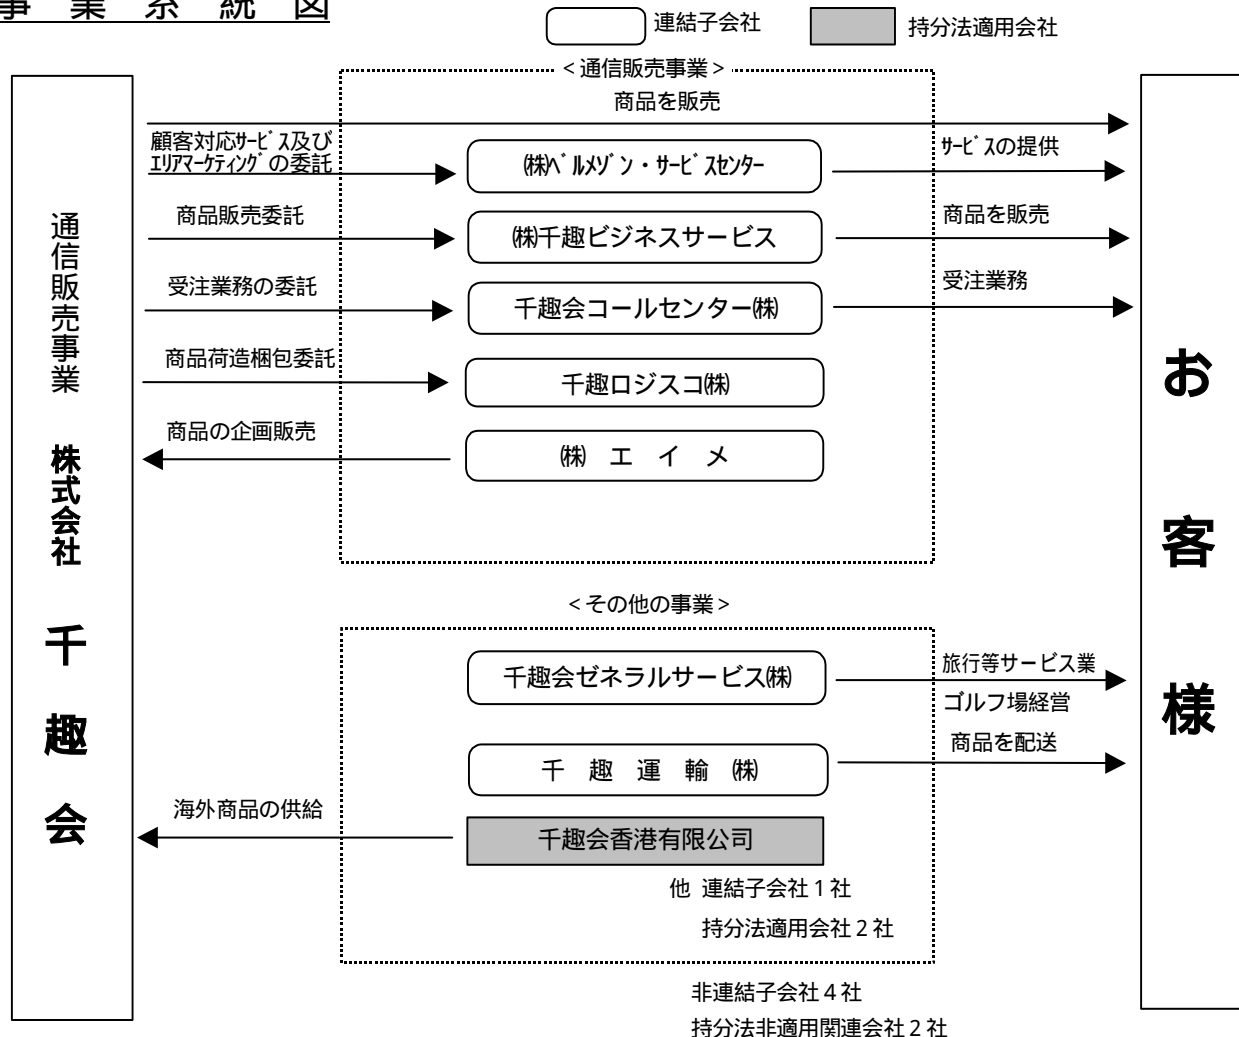 事業系統図
連結子会社
持分法適用会社
<通信販売事業>
商品を販売
顧客対応ｻｰﾋﾞｽ及び
ｴﾘｱﾏｰｹﾃｨﾝｸﾞの委託
㈱ﾍﾞﾙﾒｿﾞﾝ・ｻｰﾋﾞｽｾﾝﾀｰ
ｻｰﾋﾞｽの提供
商品販売委託
㈱千趣ビジネスサービス
商品を販売
受注業務の委託
千趣会コールセンター㈱
受注業務
商品荷造梱包委託
千趣ロジスコ㈱
商品の企画販売
㈱ エ イ メ
通信販売事業 株式会社 千趣会
お客様
<その他の事業>
千趣会ゼネラルサービス㈱
旅行等サービス業
ゴルフ場経営
千 趣 運 輸 ㈱
商品を配送
海外商品の供給
千趣会香港有限公司
他 連結子会社1社
持分法適用会社2社
非連結子会社4社
持分法非適用関連会社2社